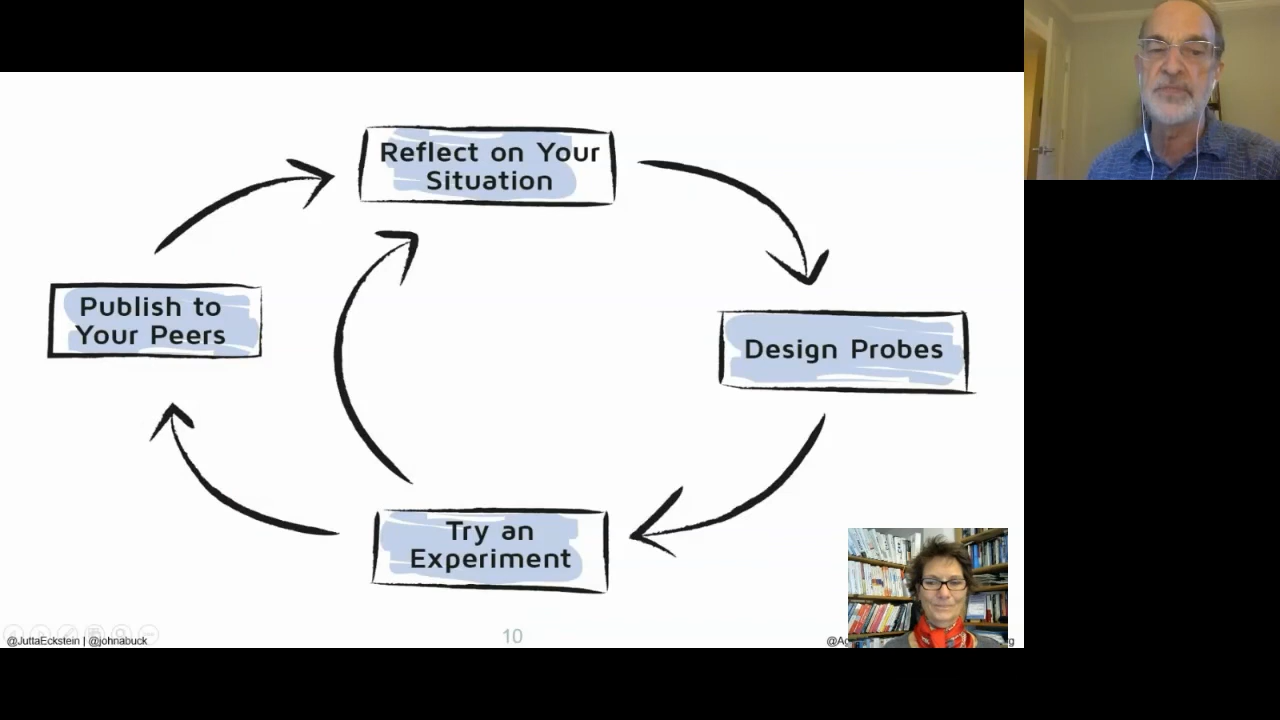 Reflect on Your
Situation
Publish to
Your Peers
Design Probes
Try an
Experiment
@JuttaEckstein | @johnabuck
10